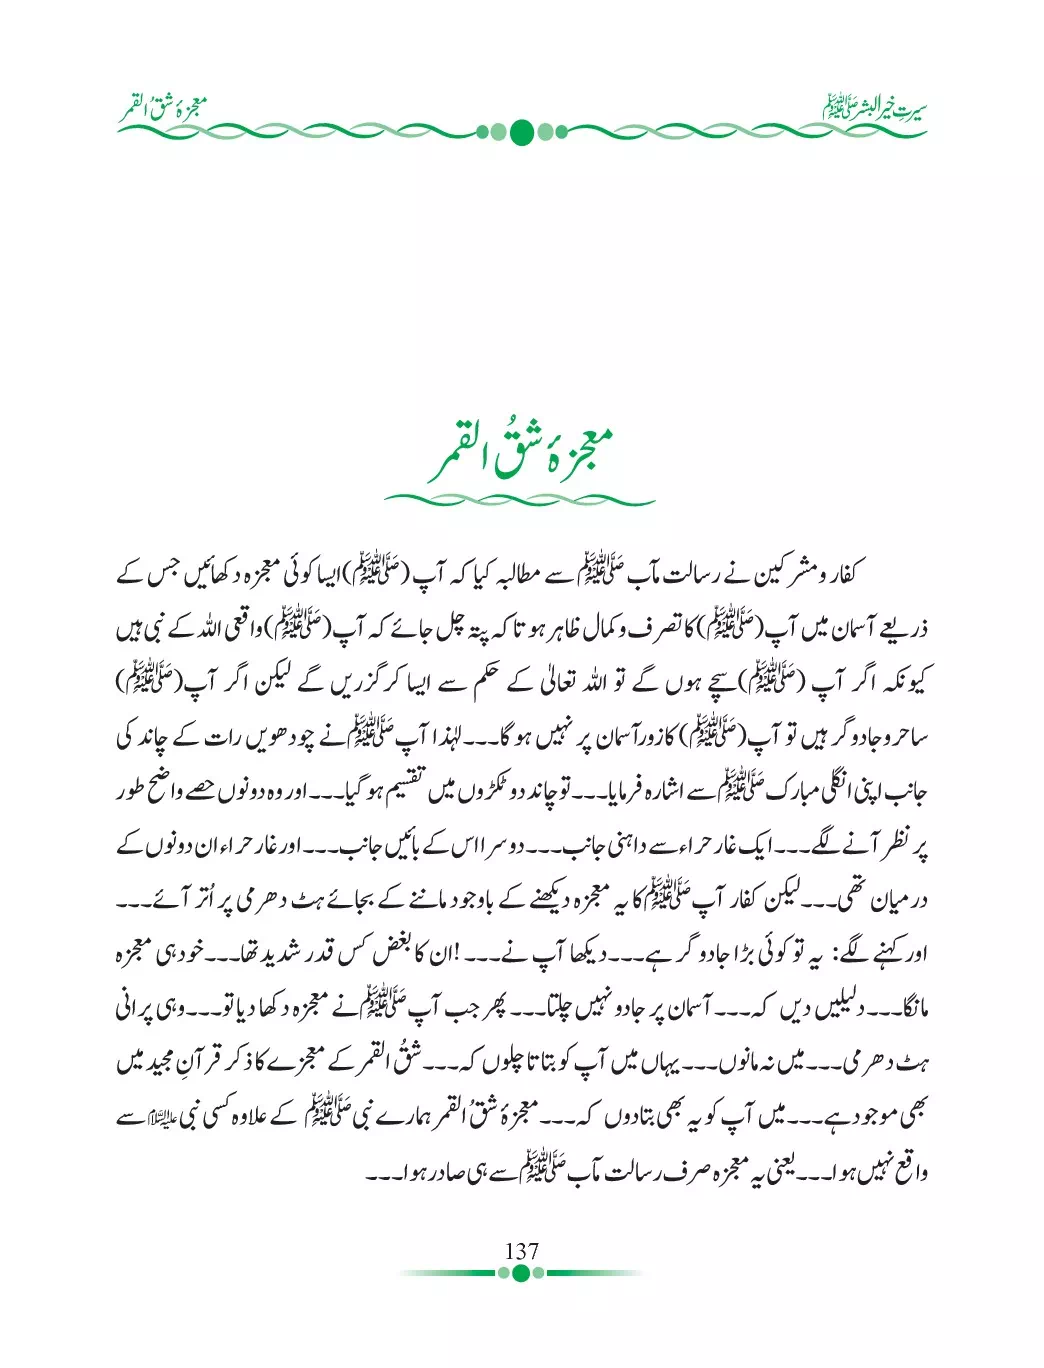 سیرتِ خیر البشر ﷺ
معجزۂ شقُ القمر
معجزۂ شقُ القمر
کفار و مشرکین نے رسالت مآب ﷺ سے مطالبہ کیا کہ آپ (ﷺ) ایسا کوئی معجزہ دکھائیں جس کے
ذریعے آسمان میں آپ (ﷺ) کا تصرف و کمال ظاہر ہو تاکہ پتہ چل جائے کہ آپ (ﷺ) واقعی اللہ کے نبی ہیں
کیونکہ اگر آپ (ﷺ) سچے ہوں گے تو اللہ تعالیٰ کے حکم سے ایسا کر گزریں گے لیکن اگر آپ (ﷺ)
ساحر و جادوگر ہیں تو آپ (ﷺ) کا زور آسمان پر نہیں ہو گا۔۔۔ لہٰذا آپ ﷺ نے چودھویں رات کے چاند کی
جانب اپنی انگلی مبارک ﷺ سے اشارہ فرمایا۔۔۔ تو چاند دو ٹکڑوں میں تقسیم ہو گیا۔۔۔ اور وہ دونوں حصے واضح طور
پر نظر آنے لگے۔۔۔ ایک غار حراء سے داہنی جانب۔۔۔ دوسرا اس کے بائیں جانب۔۔۔ اور غار حراء ان دونوں کے
درمیان تھی۔۔۔ لیکن کفار آپ ﷺ کا یہ معجزہ دیکھنے کے باوجود ماننے کے بجائے ہٹ دھرمی پر اُتر آئے۔۔۔
اور کہنے لگے: یہ تو کوئی بڑا جادو گر ہے۔۔۔ دیکھا آپ نے۔۔۔! ان کا بغض کس قدر شدید تھا۔۔۔ خود ہی معجزہ
مانگا۔۔۔ دلیلیں دیں کہ۔۔۔ آسمان پر جادو نہیں چلتا۔۔۔ پھر جب آپ ﷺ نے معجزہ دکھا دیا تو۔۔۔ وہی پرانی
ہٹ دھرمی۔۔۔ میں نہ مانوں۔۔۔ یہاں میں آپ کو بتاتا چلوں کہ۔۔۔ شقُ القمر کے معجزے کا ذکر قرآنِ مجید میں
بھی موجود ہے۔۔۔ میں آپ کو یہ بھی بتا دوں کہ۔۔۔ معجزۂ شقُ القمر ہمارے نبی ﷺ کے علاوہ کسی نبی علیہ السلام سے
واقع نہیں ہوا۔۔۔ یعنی یہ معجزہ صرف رسالت مآب ﷺ سے ہی صادر ہوا۔۔۔
137